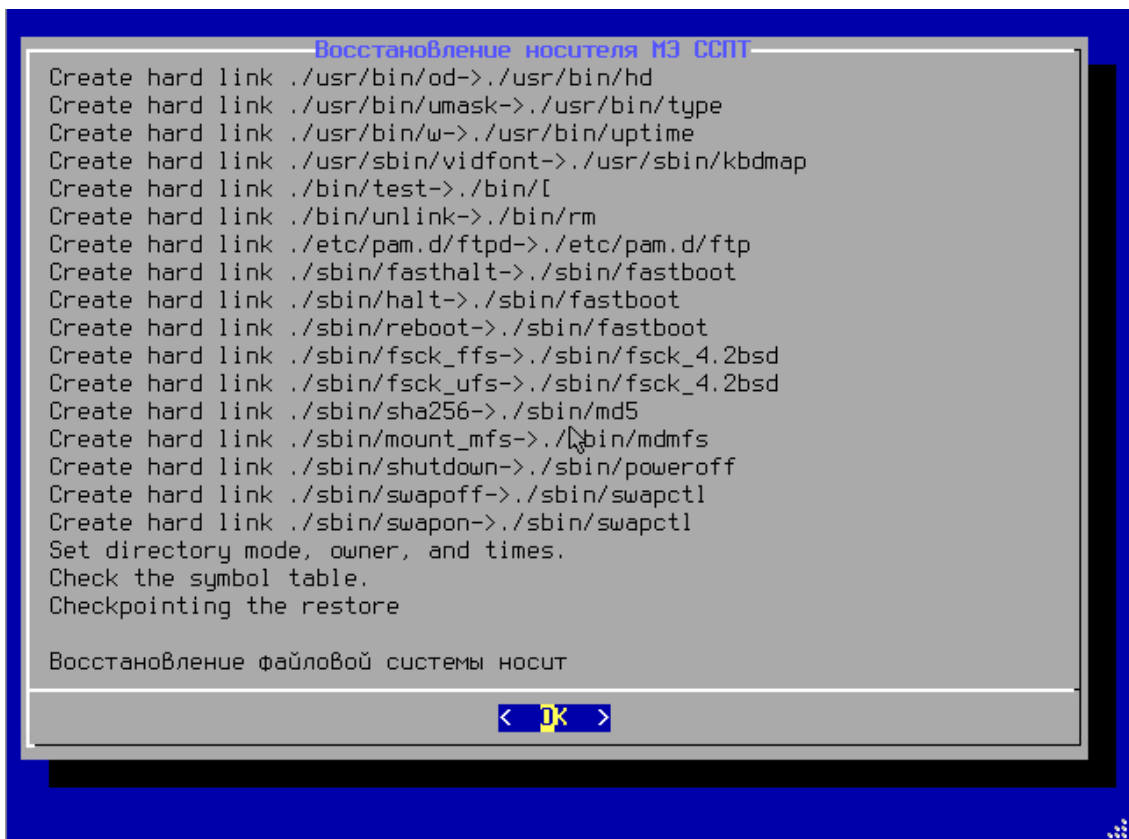 Восстановление носителя МЭ ССПТ
Create hard link ./usr/bin/od->./usr/bin/hd
Create hard link ./usr/bin/umask->./usr/bin/type
Create hard link ./usr/bin/w->./usr/bin/uptime
Create hard link ./usr/sbin/vidfont->./usr/sbin/kbdmap
Create hard link ./bin/test->./bin/[
Create hard link ./bin/unlink->./bin/rm
Create hard link ./etc/pam.d/ftpd->./etc/pam.d/ftp
Create hard link ./sbin/fasthalt->./sbin/fastboot
Create hard link ./sbin/halt->./sbin/fastboot
Create hard link ./sbin/reboot->./sbin/fastboot
Create hard link ./sbin/fsck_ffs->./sbin/fsck_4.2bsd
Create hard link ./sbin/fsck_ufs->./sbin/fsck_4.2bsd
Create hard link ./sbin/sha256->./sbin/md5
Create hard link ./sbin/mount_mfs->./sbin/mdmfs
Create hard link ./sbin/shutdown->./sbin/poweroff
Create hard link ./sbin/swapoff->./sbin/swapctl
Create hard link ./sbin/swapon->./sbin/swapctl
Set directory mode, owner, and times.
Check the symbol table.
Checkpointing the restore
Восстановление файловой системы носит
< OK >